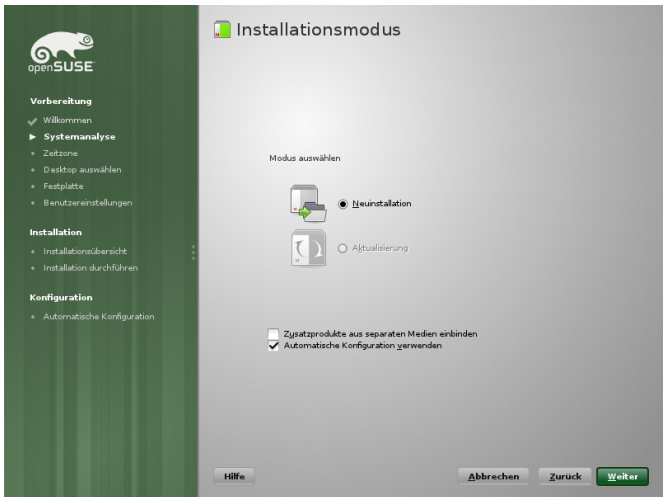 openSUSE
Vorbereitung
Willkommen
Systemanalyse
Zeitzone
Desktop auswählen
Festplatte
Benutzereinstellungen
Installation
Installationsübersicht
Installation durchführen
Konfiguration
Automatische Konfiguration
Installationsmodus
Modus auswählen
Neuinstallation
Aktualisierung
Zusatzprodukte aus separaten Medien einbinden
Automatische Konfiguration verwenden
Hilfe
Abbrechen
Zurück
Weiter